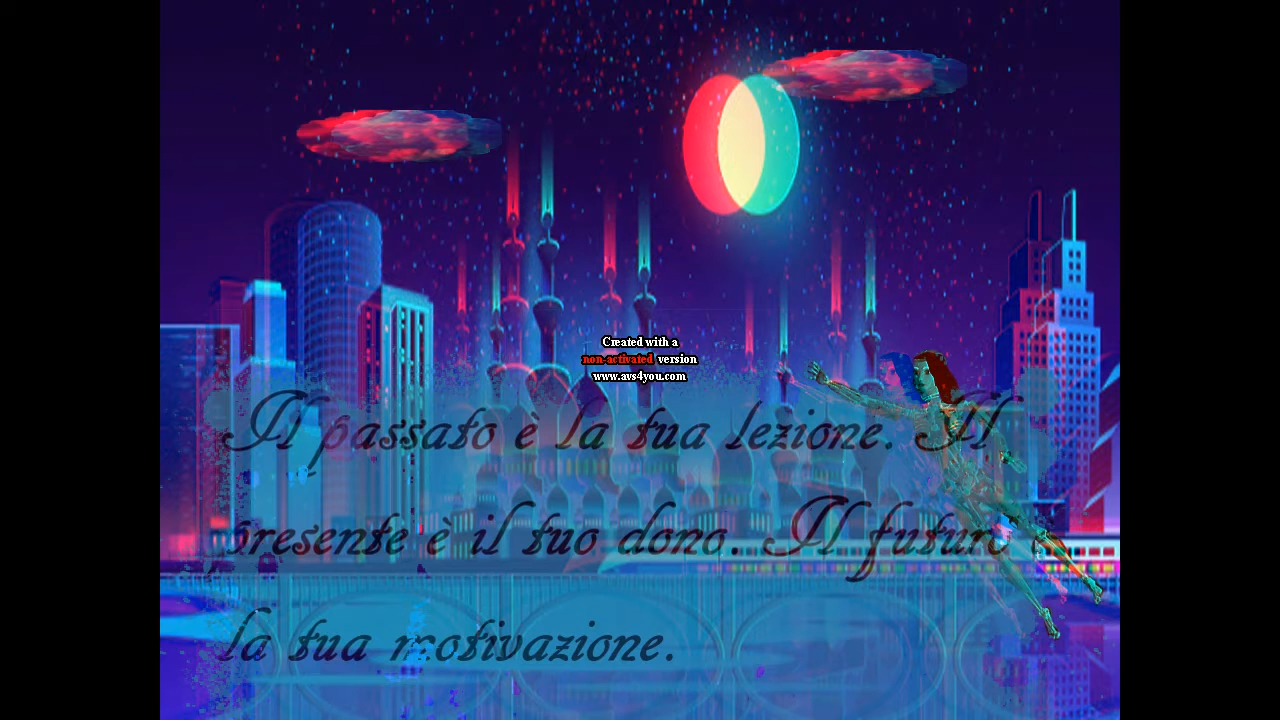 Created with a
non-activated version
www.avs4you.com
Il passato è la tua lezione. Il
presente è il tuo dono. Il futuro è
la tua motivazione.